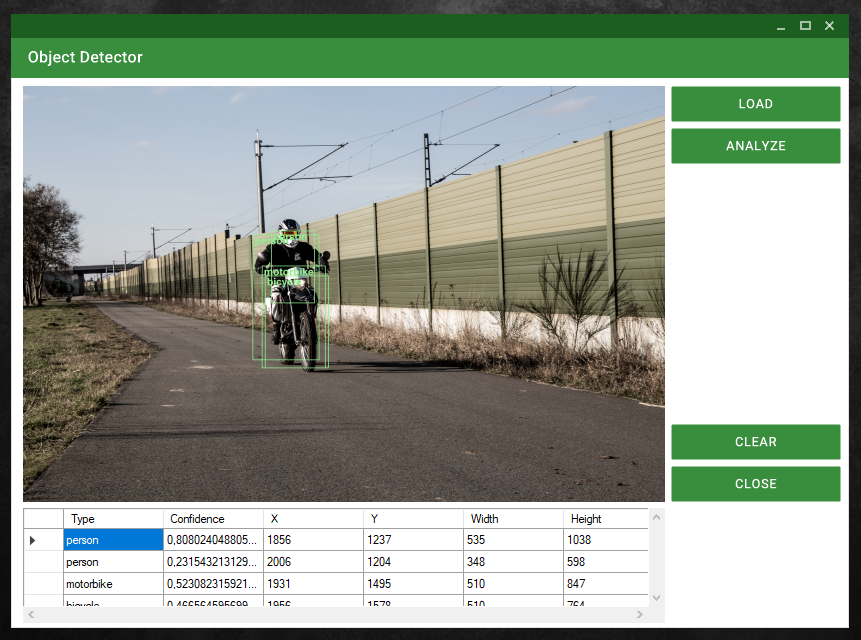 Object Detector
LOAD
ANALYZE
person
motorbike
bicycle
CLEAR
CLOSE
Type Confidence X Y Width Height
person 0,808024048805... 1856 1237 535 1038
person 0,231543213129... 2006 1204 348 598
motorbike 0,523082315921... 1931 1495 510 847
bicycle 0,466564595699... 1956 1578 510 764